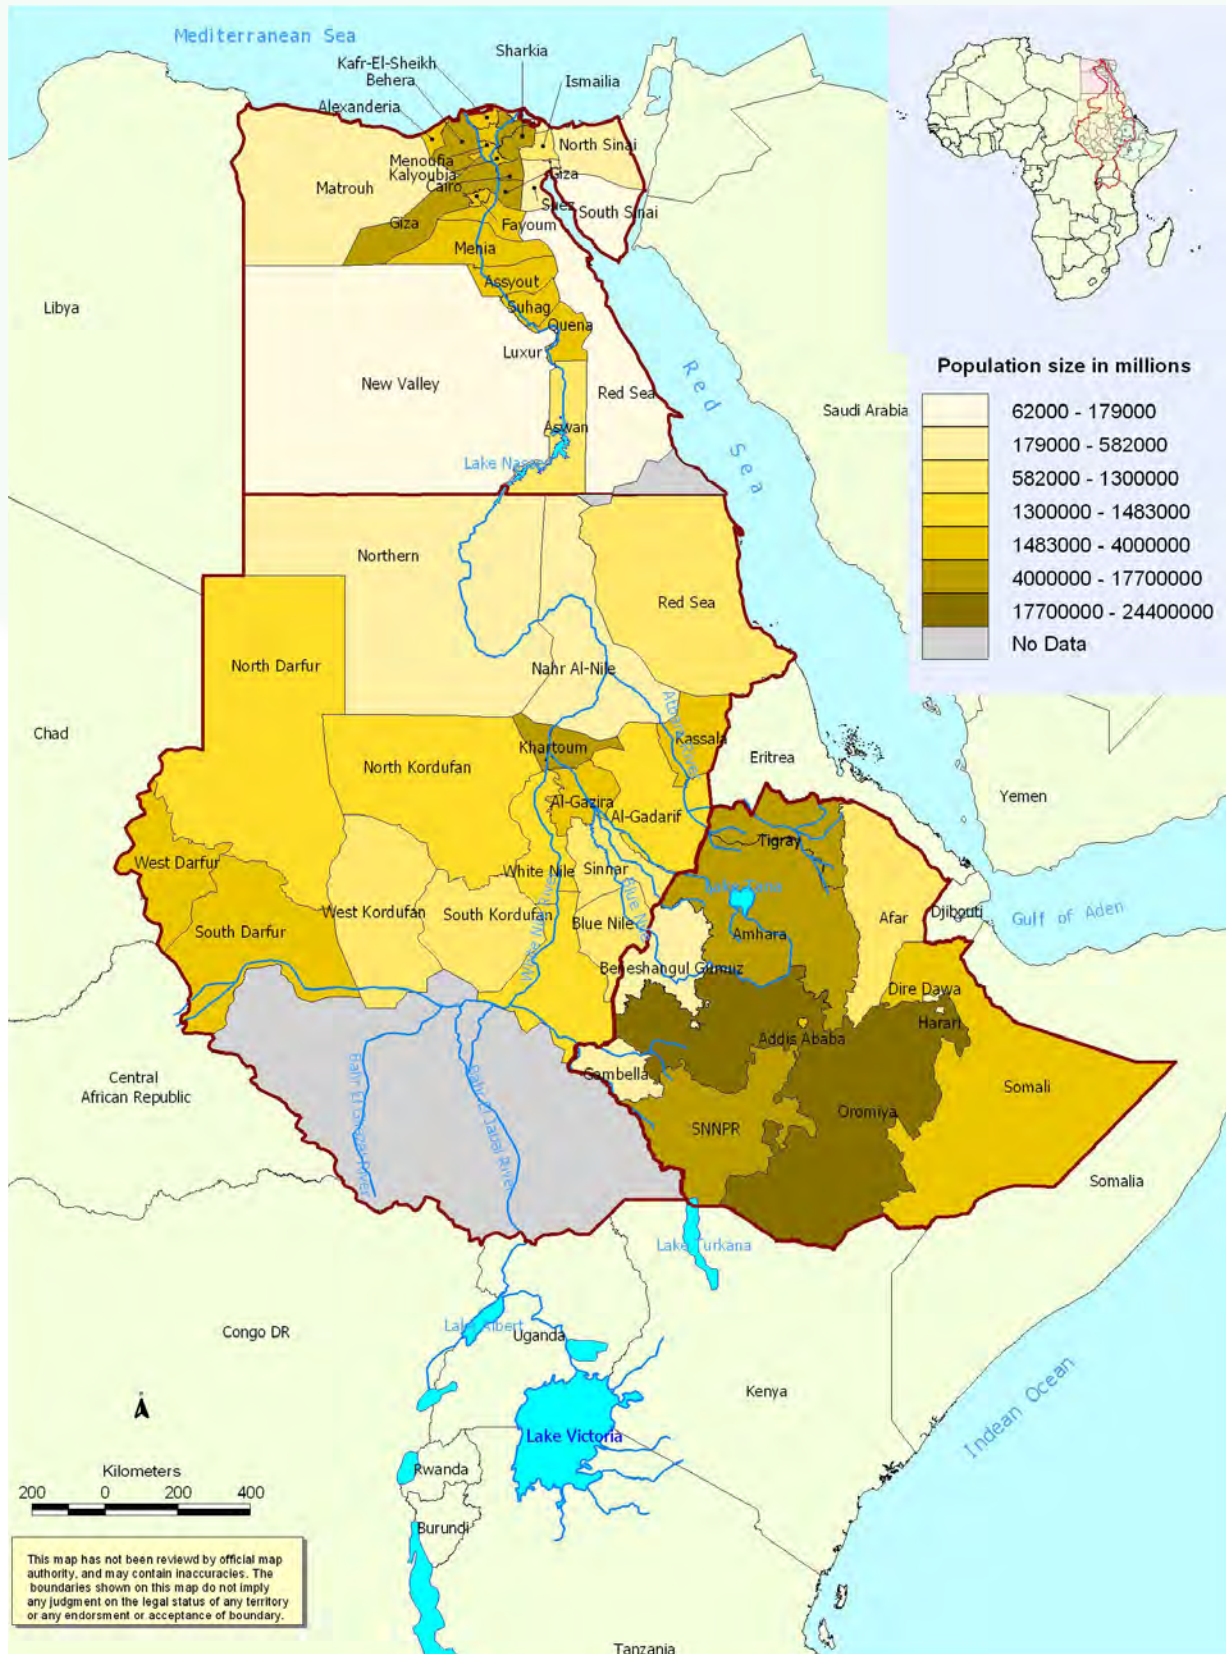 Mediterranean Sea
Sharkia
Kafr-El-Sheikh
Behera
Ismailia
Alexanderia
North Sinai
Menoufia
Kalyoubia
Cairo
Giza
Matrouh
Suez
South Sinai
Giza
Fayoum
Menia
Assyout
Suhag
Quena
Luxur
Libya
New Valley
Red Sea
Red Sea
Saudi Arabia
Aswan
Lake Nasser
Population size in millions
62000 - 179000
179000 - 582000
582000 - 1300000
1300000 - 1483000
1483000 - 4000000
4000000 - 17700000
17700000 - 24400000
No Data
Northern
Red Sea
North Darfur
Nahr Al-Nile
Atbara River
Chad
Khartoum
Kassala
Eritrea
North Kordufan
Yemen
Al-Gazira
Al-Gadarif
Tigray
West Darfur
White Nile
Sinnar
Lake Tana
West Kordufan
South Kordufan
White Nile River
Blue Nile
Blue Nile
Afar
Djibouti
Gulf of Aden
South Darfur
Amhara
Beneshangul Gumuz
Dire Dawa
Harari
Addis Ababa
Central
African Republic
Bahr El Jabal River
Gambella
Somali
Oromiya
SNNPR
Somalia
Lake Turkana
Lake Albert
Congo DR
Uganda
Kenya
Indean Ocean
Lake Victoria
Kilometers
200 0 200 400
Rwanda
Burundi
This map has not been reviewd by official map
authority, and may contain inaccuracies. The
boundaries shown on this map do not imply
any judgment on the legal status of any territory
or any endorsment or acceptance of boundary.
Tanzania